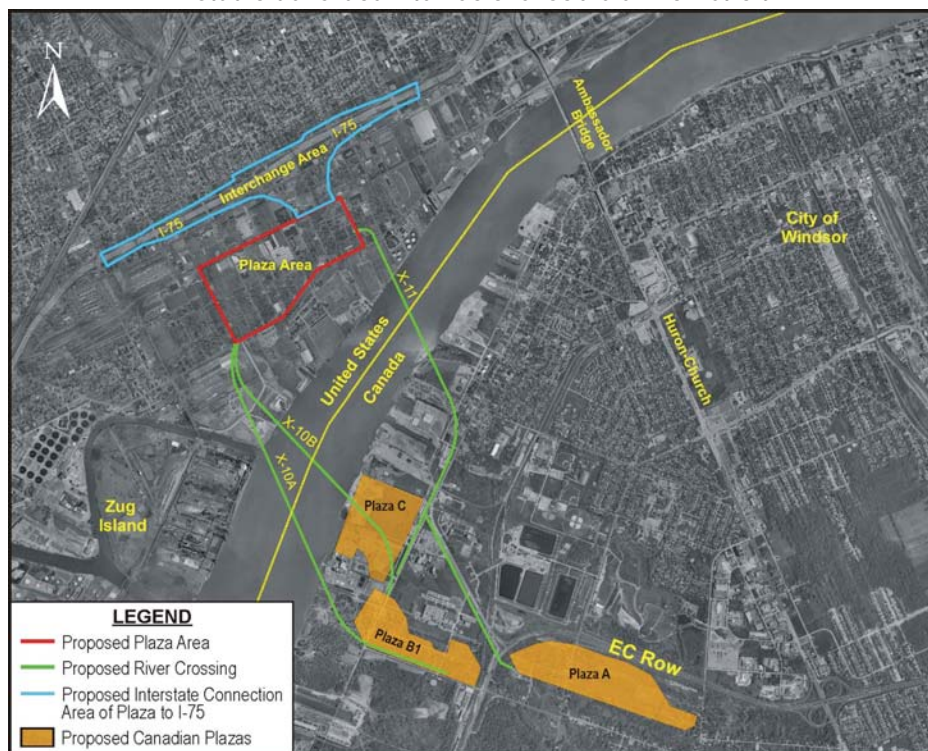 N
I-75
Interchange Area
I-75
Plaza Area
Ambassador
Bridge
City of
Windsor
X-11
United States
Canada
Huron-Church
X-10B
X-10A
Plaza C
Zug
Island
Plaza B1
EC Row
Plaza A
LEGEND
Proposed Plaza Area
Proposed River Crossing
Proposed Interstate Connection
Area of Plaza to I-75
Proposed Canadian Plazas